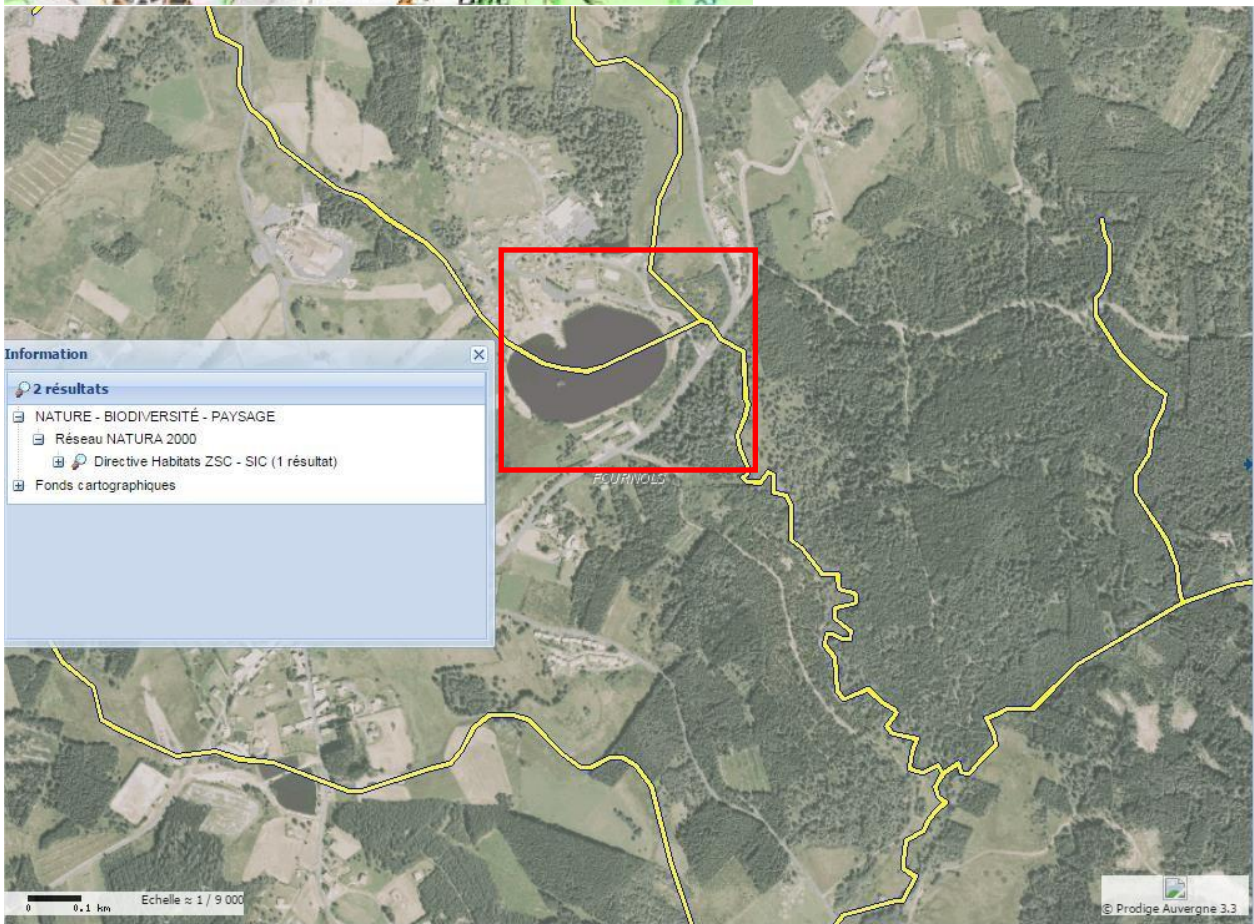 Information
2 résultats
NATURE - BIODIVERSITÉ - PAYSAGE
Réseau NATURA 2000
Directive Habitats ZSC - SIC (1 résultat)
Fonds cartographiques
FOURNOLS
0 0.1 km Echelle ≈ 1 / 9 000
© Prodige Auvergne 3.3